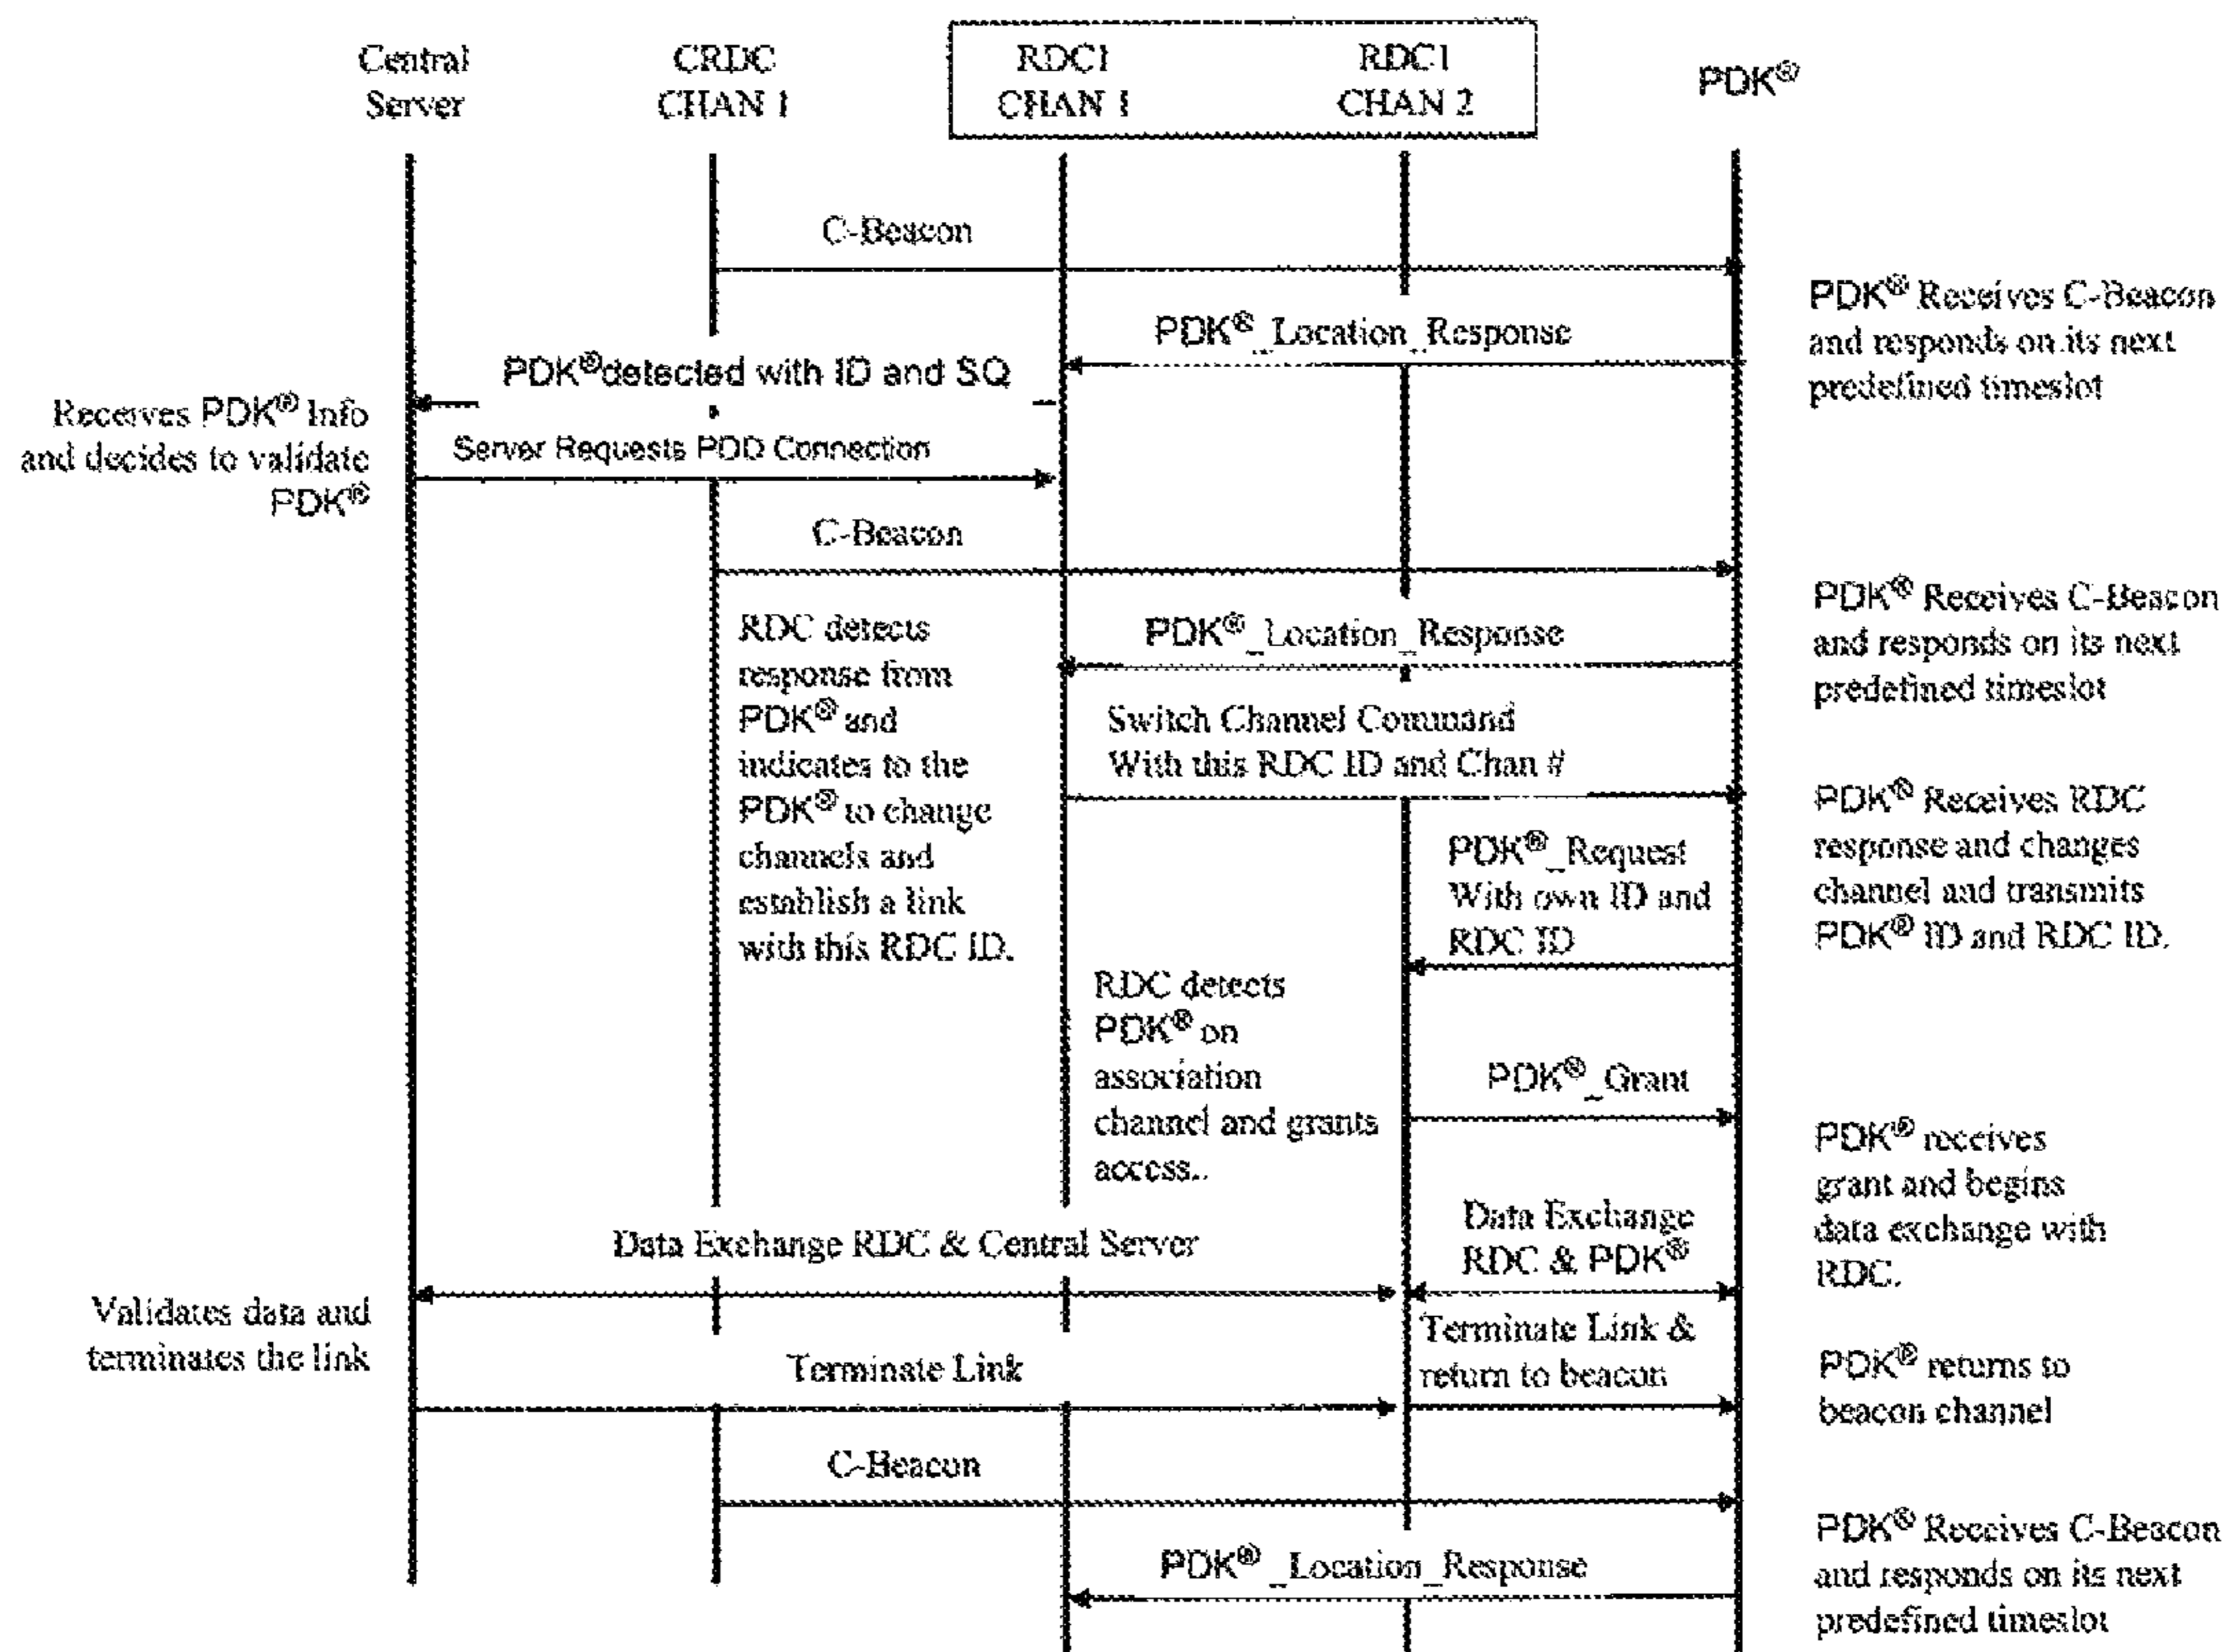 Central
Server
CRDC
CHAN 1
RDC1
CHAN 1
RDC1
CHAN 2
PDK®
C-Beacon
PDK® Receives C-Beacon
and responds on its next
predefined timeslot
PDK®_Location_Response
PDK®detected with ID and SQ
Receives PDK® Info
and decides to validate
PDK®
Server Requests PDD Connection
C-Beacon
PDK® Receives C-Beacon
and responds on its next
predefined timeslot
RDC detects
response from
PDK® and
indicates to the
PDK® to change
channels and
establish a link
with this RDC ID.
PDK®_Location_Response
Switch Channel Command
With this RDC ID and Chan #
PDK® Receives RDC
response and changes
channel and transmits
PDK® ID and RDC ID.
PDK®_Request
With own ID and
RDC ID
RDC detects
PDK® on
association
channel and grants
access..
PDK®_Grant
PDK® receives
grant and begins
data exchange with
RDC.
Data Exchange RDC & Central Server
Data Exchange
RDC & PDK®
Validates data and
terminates the link
Terminate Link
Terminate Link &
return to beacon
PDK® returns to
beacon channel
C-Beacon
PDK® Receives C-Beacon
and responds on its next
predefined timeslot
PDK® _Location_Response